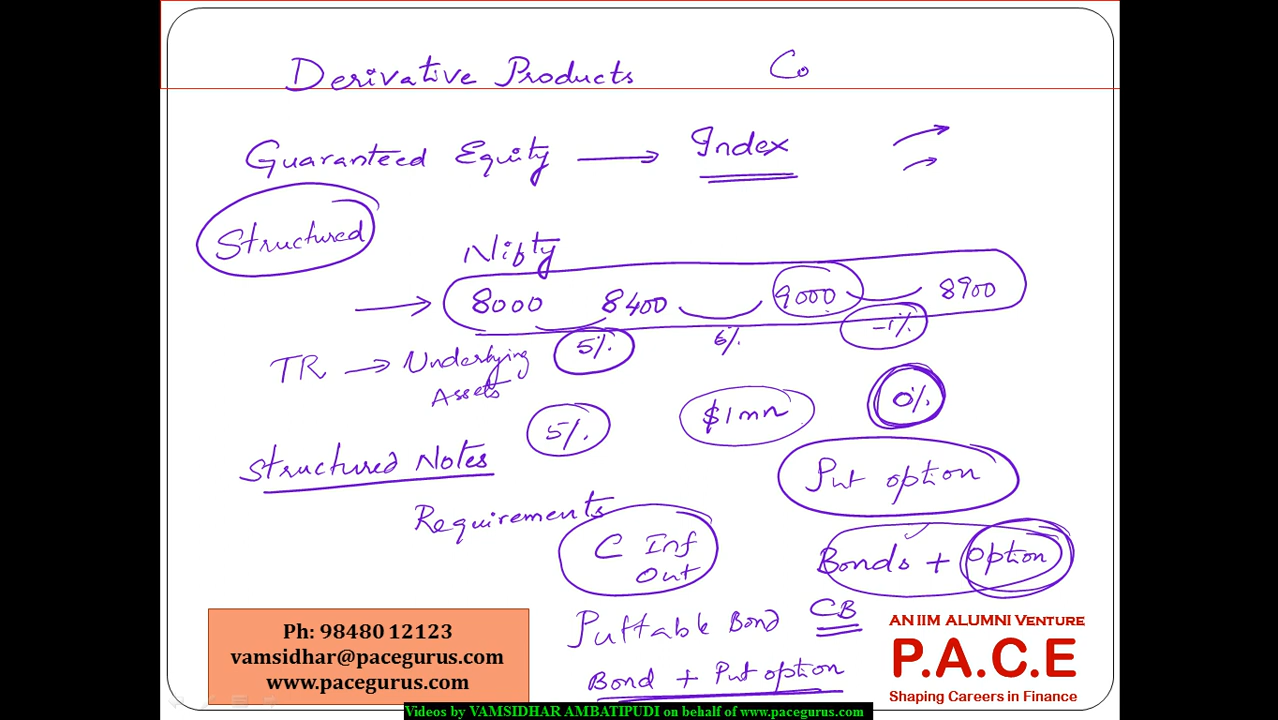 Derivative Products Co
Guaranteed Equity → Index
Structured
Nifty
8000 8400 9000 8900
5%. 6%. -1%.
TR → Underlying
Assets
0%.
5%. $1mn
Structured Notes
Put option
Requirements
C Inf
Out
Bonds + option
Puttable Bond CB
Bond + Put option
Ph: 98480 12123
vamsidhar@pacegurus.com
www.pacegurus.com
AN IIM ALUMNI VENTURE
P.A.C.E
Shaping Careers in Finance
Videos by VAMSIDHAR AMBATIPUDI on behalf of www.pacegurus.com